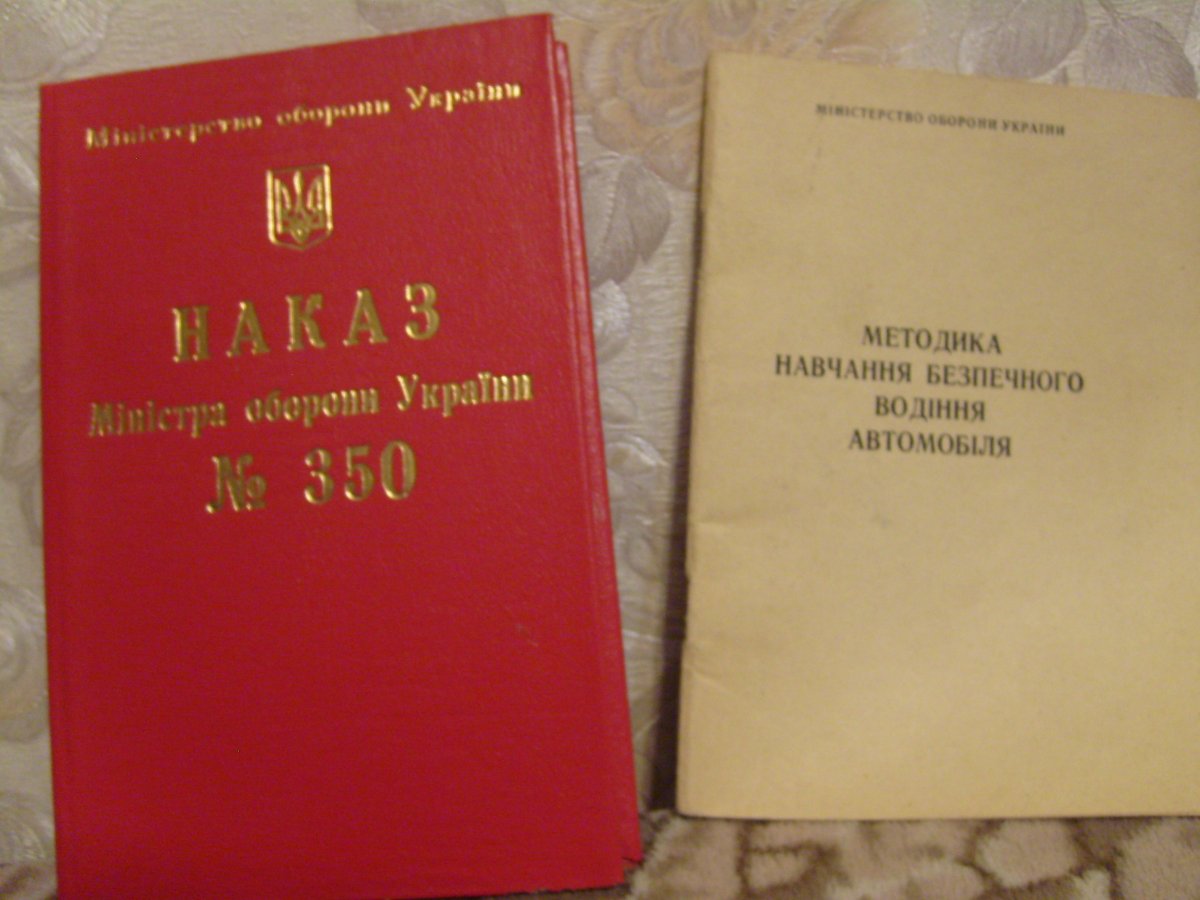 Міністерство оборони України
НАКАЗ
Міністра оборони України
№ 350
МІНІСТЕРСТВО ОБОРОНИ УКРАЇНИ
МЕТОДИКА
НАВЧАННЯ БЕЗПЕЧНОГО
ВОДІННЯ
АВТОМОБІЛЯ